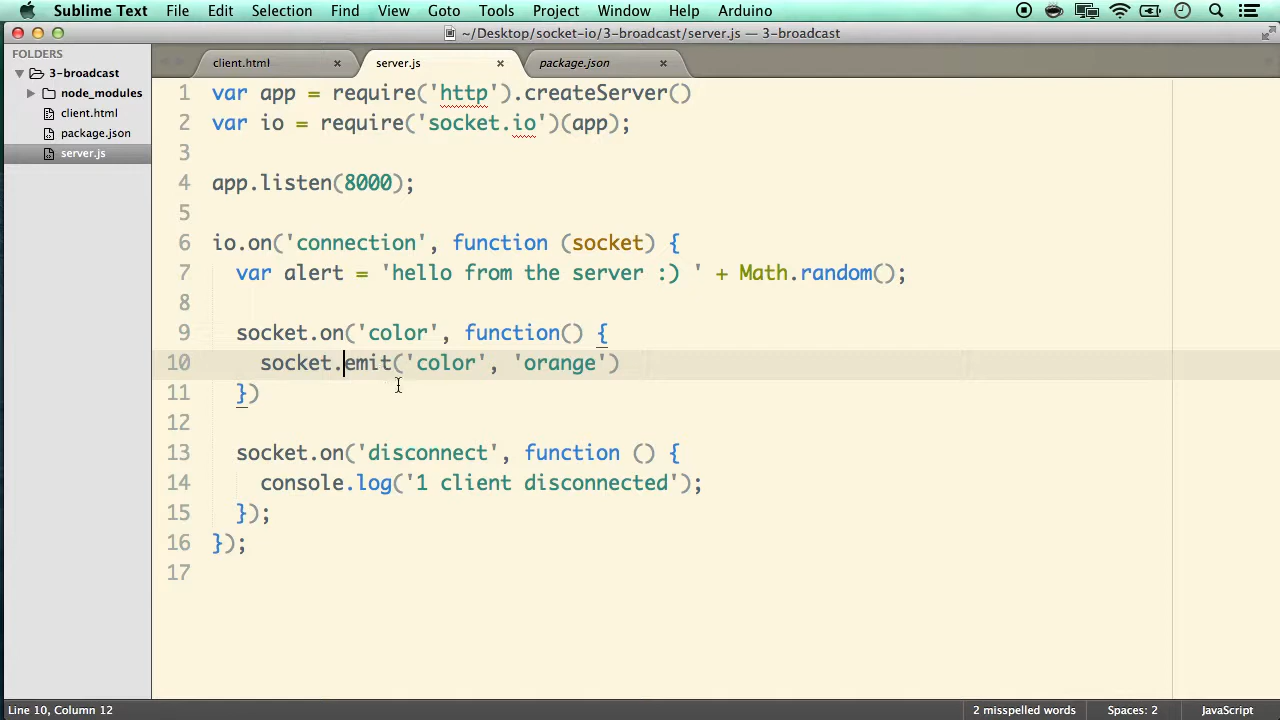 Sublime Text File Edit Selection Find View Goto Tools Project Window Help Arduino
~/Desktop/socket-io/3-broadcast/server.js — 3-broadcast
FOLDERS
3-broadcast
node_modules
client.html
package.json
server.js
client.html × server.js × package.json ×
1 var app = require('http').createServer()
2 var io = require('socket.io')(app);
3
4 app.listen(8000);
5
6 io.on('connection', function (socket) {
7 var alert = 'hello from the server :) ' + Math.random();
8
9 socket.on('color', function() {
10 socket.emit('color', 'orange')
11 })
12
13 socket.on('disconnect', function () {
14 console.log('1 client disconnected');
15 });
16 });
17
Line 10, Column 12 2 misspelled words Spaces: 2 JavaScript